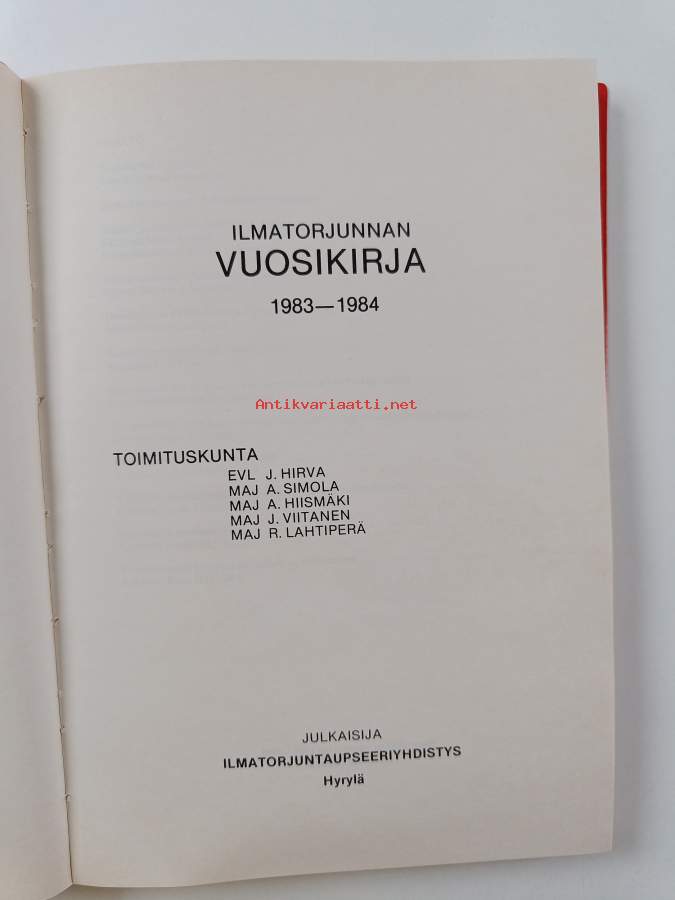 ILMATORJUNNAN
VUOSIKIRJA
1983—1984
Antikvariaatti.net
TOIMITUSKUNTA
EVL J. HIRVA
MAJ A. SIMOLA
MAJ A. HIISMÄKI
MAJ J. VIITANEN
MAJ R. LAHTIPERÄ
JULKAISIJA
ILMATORJUNTAUPSEERIYHDISTYS
Hyrylä